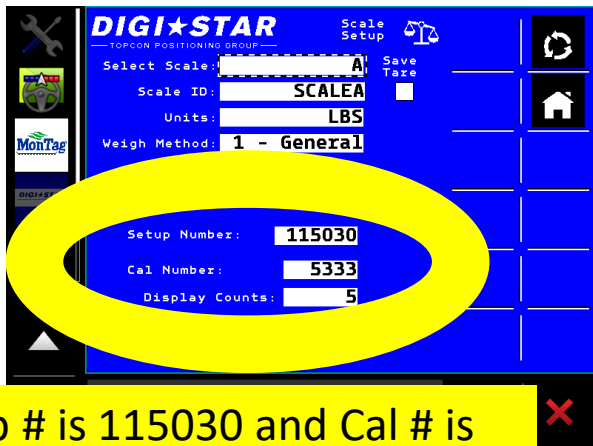 DIGI★STAR
TOPCON POSITIONING GROUP
Scale
Setup
Select Scale: A
Save
Tare
Scale ID: SCALEA
Units: LBS
MonTag
Weigh Method: 1 - General
Setup Number: 115030
Cal Number: 5333
Display Counts: 5
# is 115030 and Cal # is